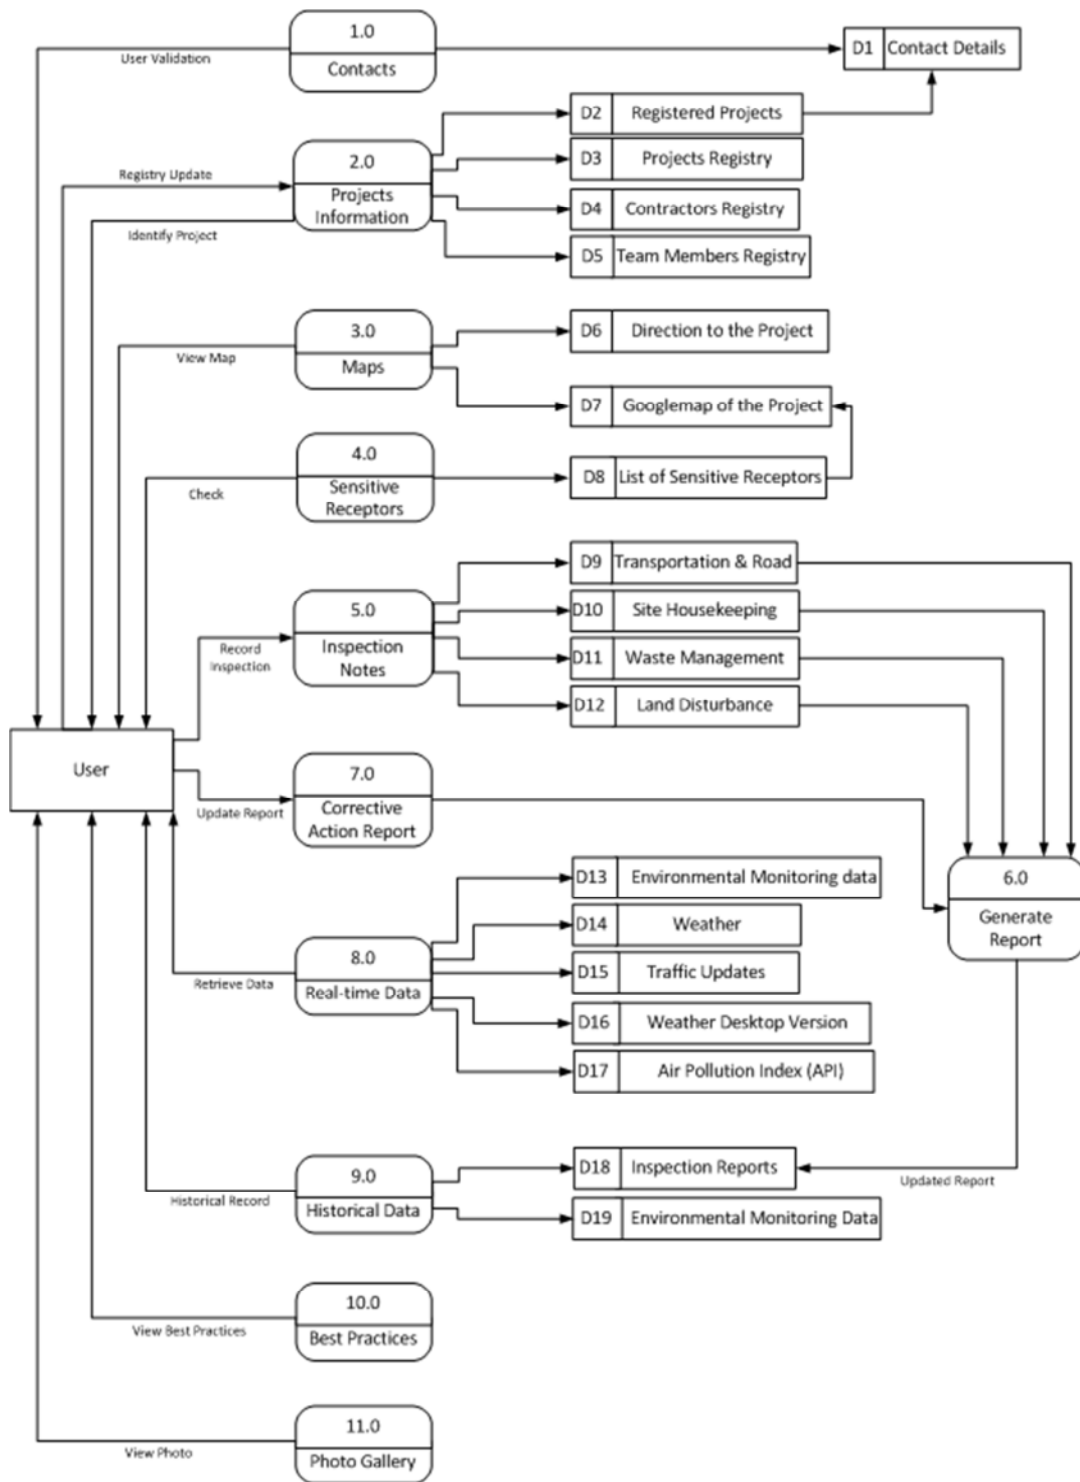 1.0
Contacts
User Validation
D1 Contact Details
D2 Registered Projects
2.0
Projects
Information
Registry Update
Identify Project
D3 Projects Registry
D4 Contractors Registry
D5 Team Members Registry
3.0
Maps
View Map
D6 Direction to the Project
D7 Googlemap of the Project
4.0
Sensitive
Receptors
Check
D8 List of Sensitive Receptors
5.0
Inspection
Notes
Record
Inspection
D9 Transportation & Road
D10 Site Housekeeping
D11 Waste Management
D12 Land Disturbance
User
7.0
Corrective
Action Report
Update Report
6.0
Generate
Report
8.0
Real-time Data
Retrieve Data
D13 Environmental Monitoring data
D14 Weather
D15 Traffic Updates
D16 Weather Desktop Version
D17 Air Pollution Index (API)
9.0
Historical Data
Historical Record
D18 Inspection Reports
Updated Report
D19 Environmental Monitoring Data
10.0
Best Practices
View Best Practices
11.0
Photo Gallery
View Photo